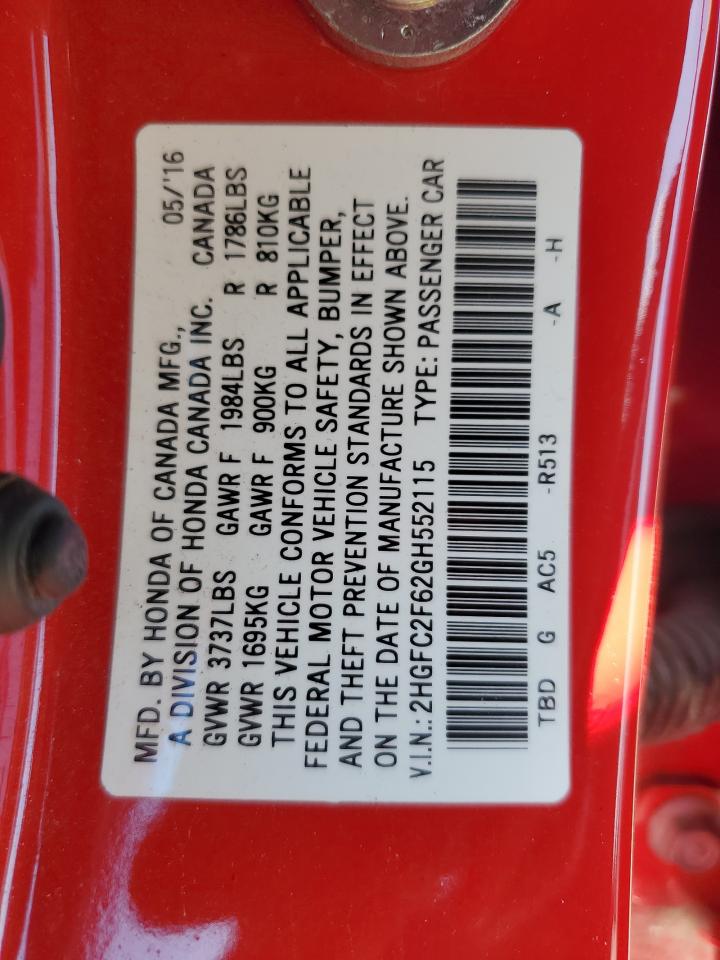 MFD. BY HONDA OF CANADA MFG., 05/'16
A DIVISION OF HONDA CANADA INC. CANADA
GVWR 3737LBS GAWR F 1984LBS R 1786LBS
GVWR 1695KG GAWR F 900KG R 810KG
THIS VEHICLE CONFORMS TO ALL APPLICABLE
FEDERAL MOTOR VEHICLE SAFETY, BUMPER,
AND THEFT PREVENTION STANDARDS IN EFFECT
ON THE DATE OF MANUFACTURE SHOWN ABOVE.
V.I.N.: 2HGFC2F62GH552115 TYPE: PASSENGER CAR
TBD G AC5 -R513 -A -H